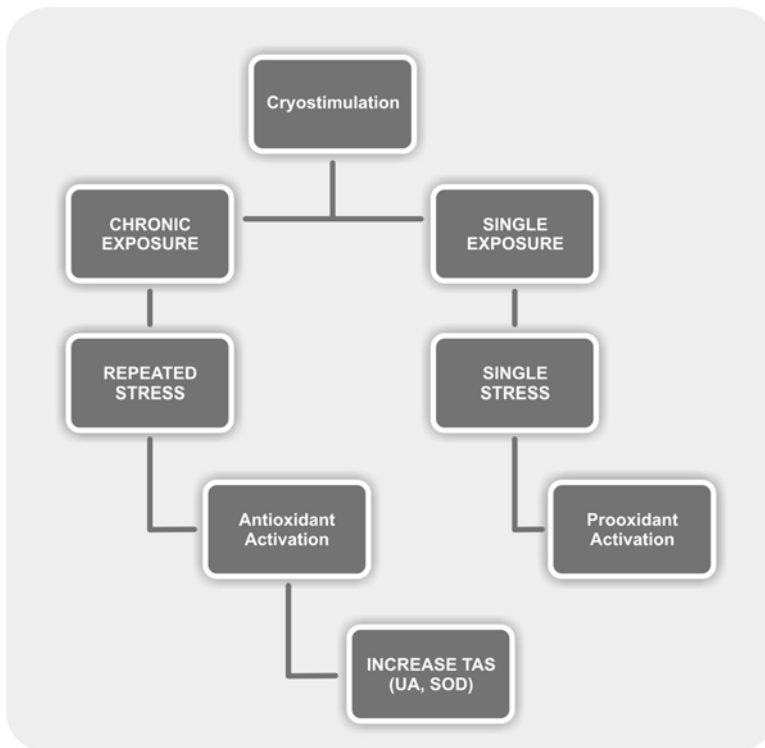 Cryostimulation
CHRONIC
EXPOSURE
SINGLE
EXPOSURE
REPEATED
STRESS
SINGLE
STRESS
Antioxidant
Activation
Prooxidant
Activation
INCREASE TAS
(UA, SOD)